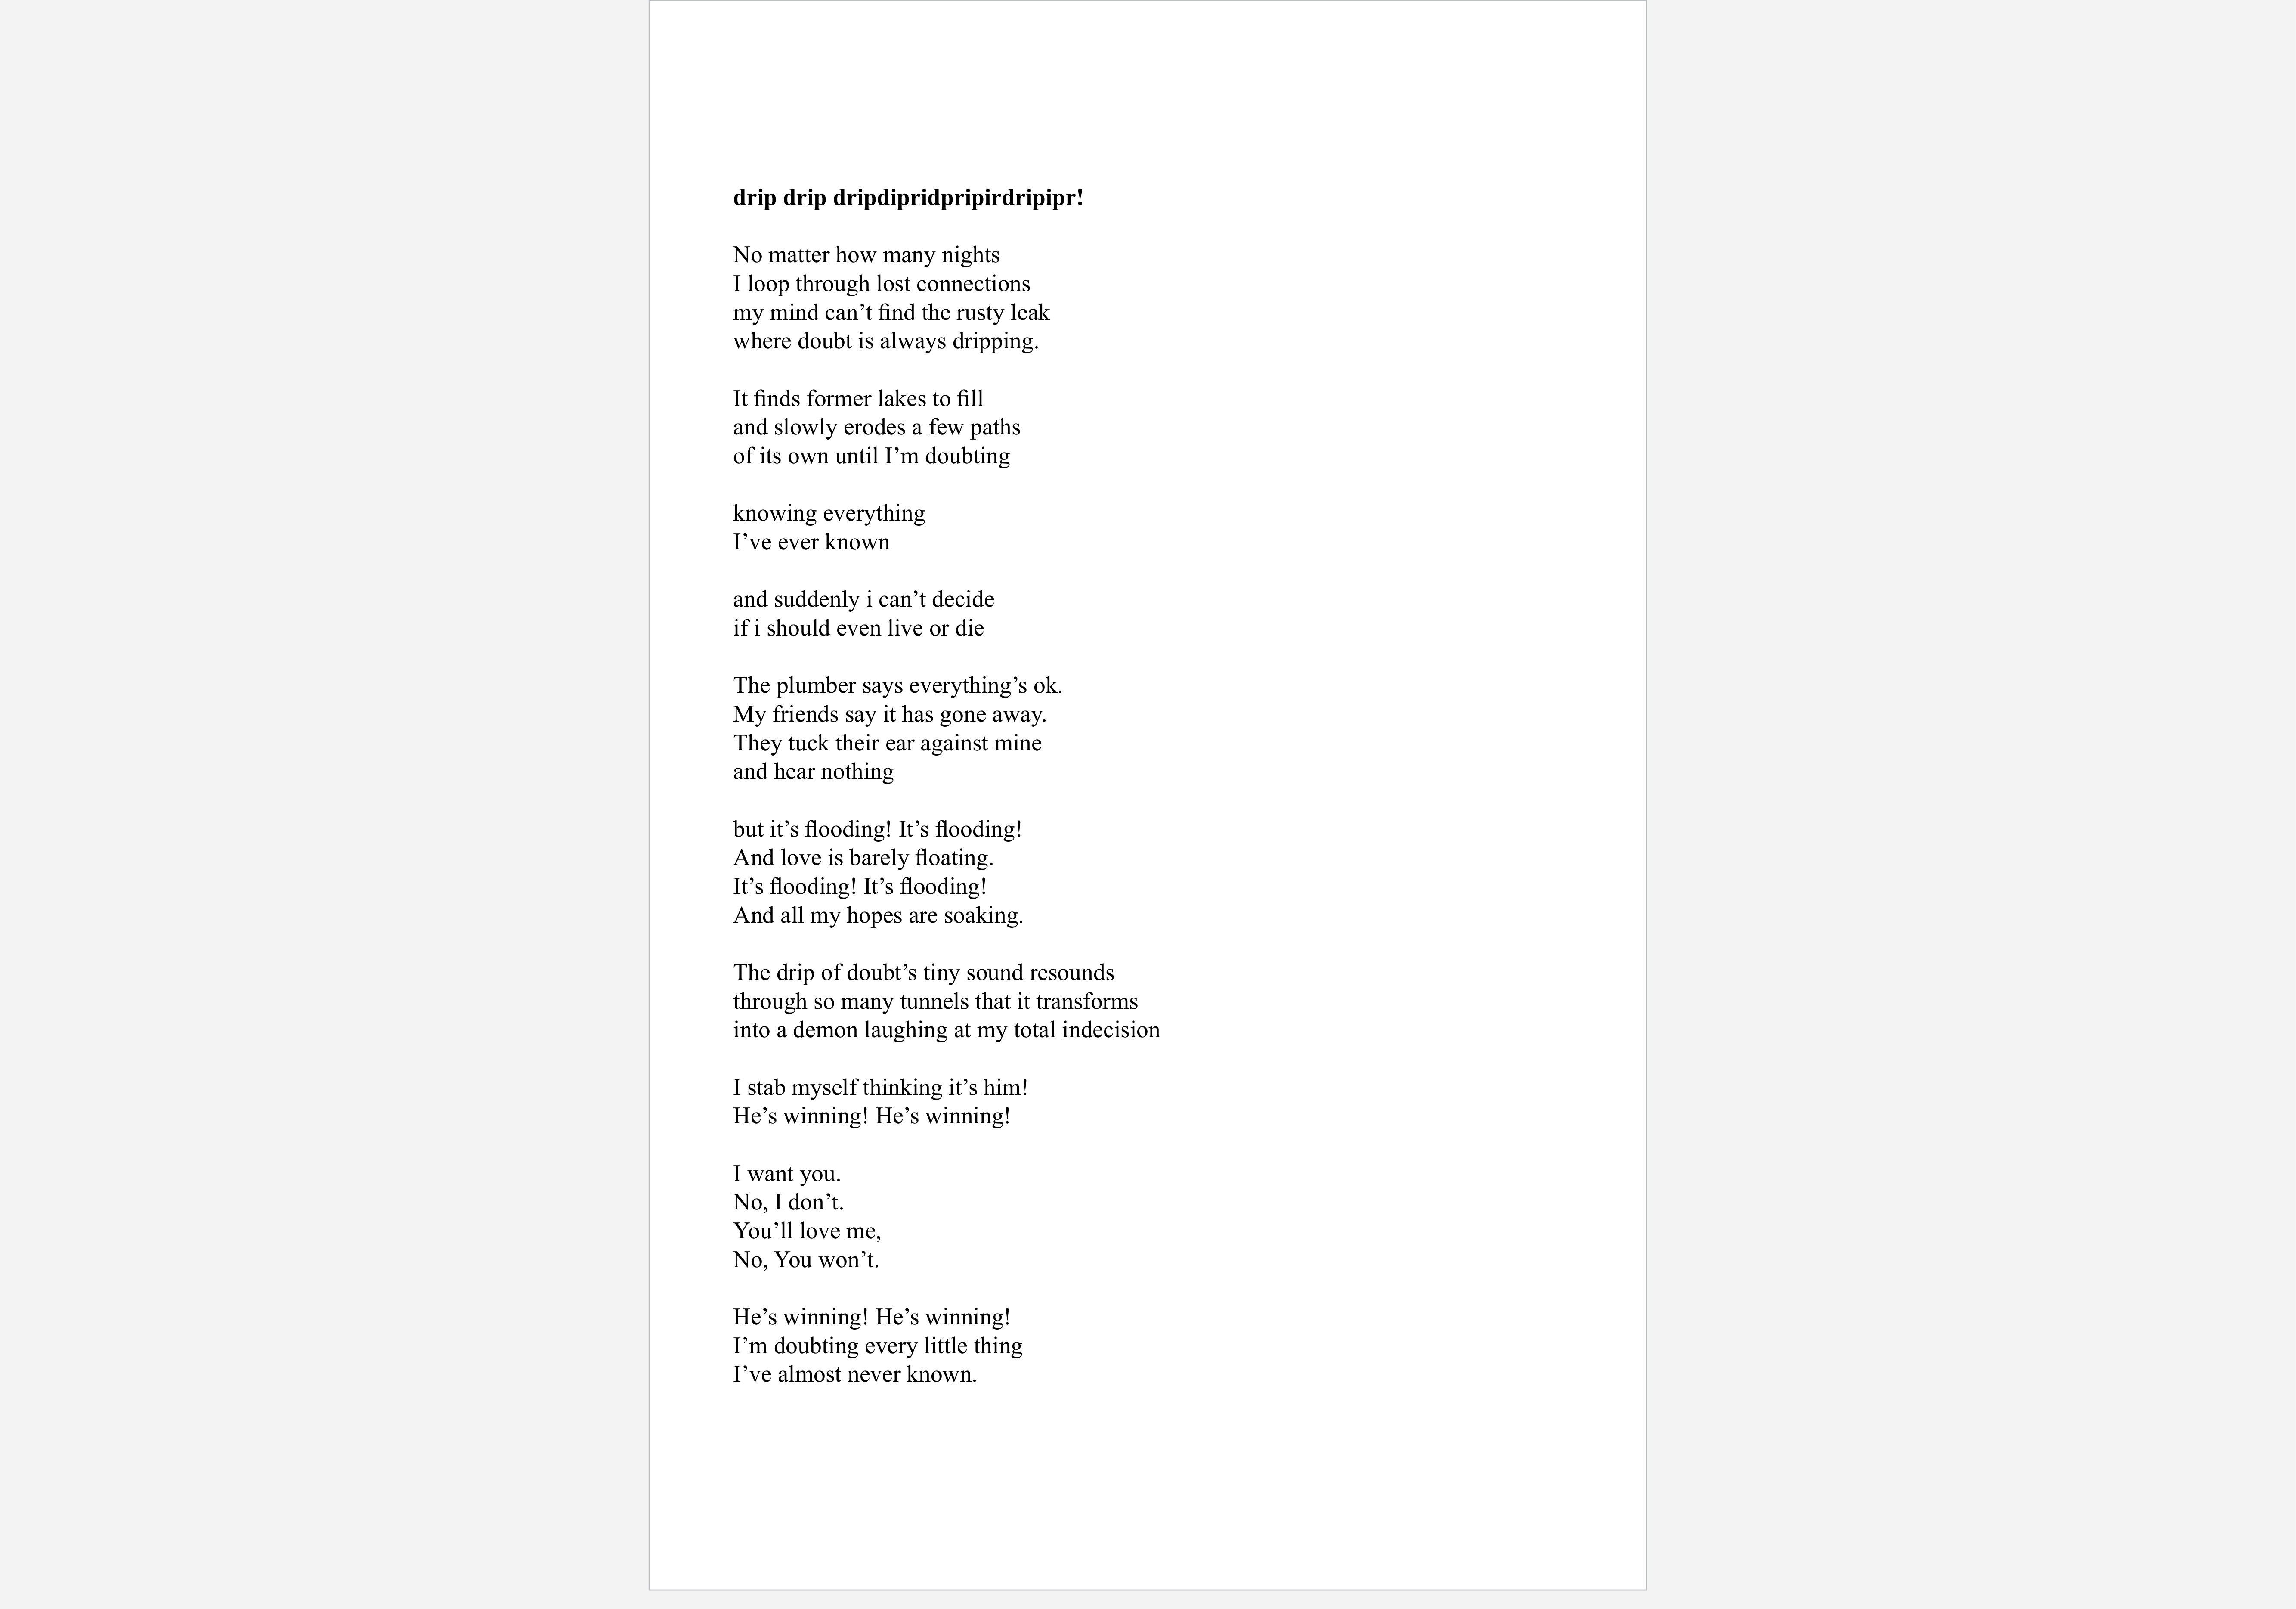 drip drip dripdipridpripirdripipr!
No matter how many nights
I loop through lost connections
my mind can’t find the rusty leak
where doubt is always dripping.
It finds former lakes to fill
and slowly erodes a few paths
of its own until I’m doubting
knowing everything
I’ve ever known
and suddenly i can’t decide
if i should even live or die
The plumber says everything’s ok.
My friends say it has gone away.
They tuck their ear against mine
and hear nothing
but it’s flooding! It’s flooding!
And love is barely floating.
It’s flooding! It’s flooding!
And all my hopes are soaking.
The drip of doubt’s tiny sound resounds
through so many tunnels that it transforms
into a demon laughing at my total indecision
I stab myself thinking it’s him!
He’s winning! He’s winning!
I want you.
No, I don’t.
You’ll love me,
No, You won’t.
He’s winning! He’s winning!
I’m doubting every little thing
I’ve almost never known.